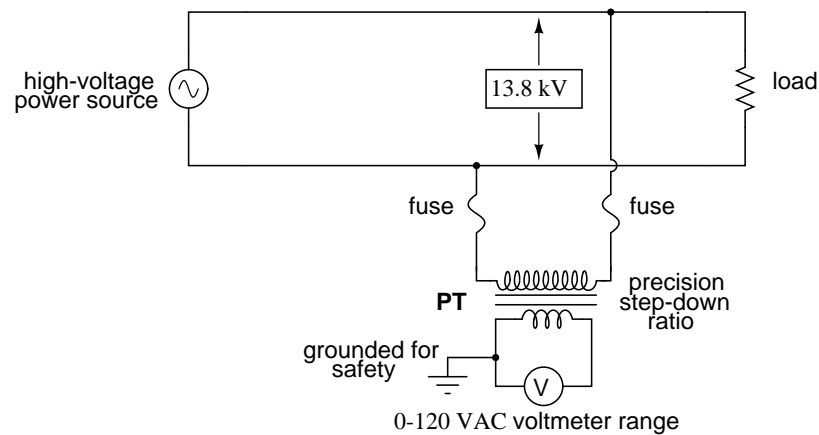 high-voltage
power source
13.8 kV
load
fuse
fuse
PT
precision
step-down
ratio
grounded for
safety
V
0-120 VAC voltmeter range